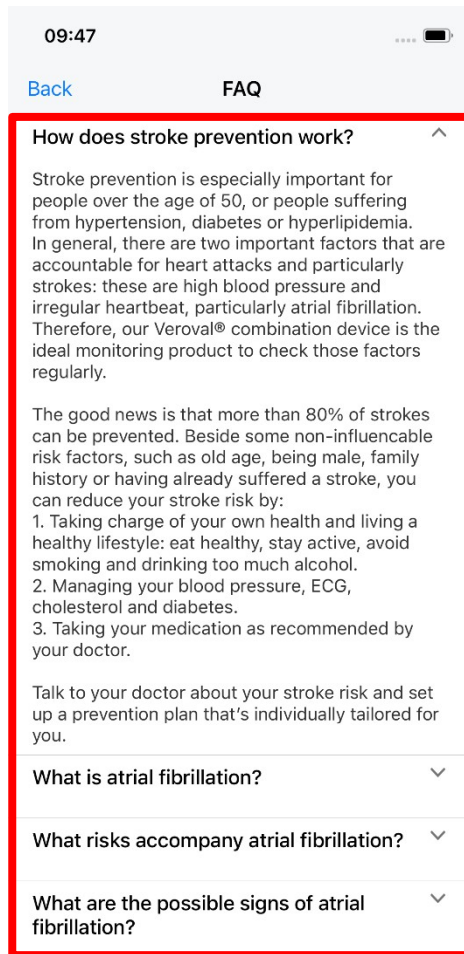 09:47
Back
FAQ
How does stroke prevention work?
Stroke prevention is especially important for
people over the age of 50, or people suffering
from hypertension, diabetes or hyperlipidemia.
In general, there are two important factors that are
accountable for heart attacks and particularly
strokes: these are high blood pressure and
irregular heartbeat, particularly atrial fibrillation.
Therefore, our Veroval® combination device is the
ideal monitoring product to check those factors
regularly.
The good news is that more than 80% of strokes
can be prevented. Beside some non-influencable
risk factors, such as old age, being male, family
history or having already suffered a stroke, you
can reduce your stroke risk by:
1. Taking charge of your own health and living a
healthy lifestyle: eat healthy, stay active, avoid
smoking and drinking too much alcohol.
2. Managing your blood pressure, ECG,
cholesterol and diabetes.
3. Taking your medication as recommended by
your doctor.
Talk to your doctor about your stroke risk and set
up a prevention plan that's individually tailored for
you.
What is atrial fibrillation?
What risks accompany atrial fibrillation?
What are the possible signs of atrial
fibrillation?